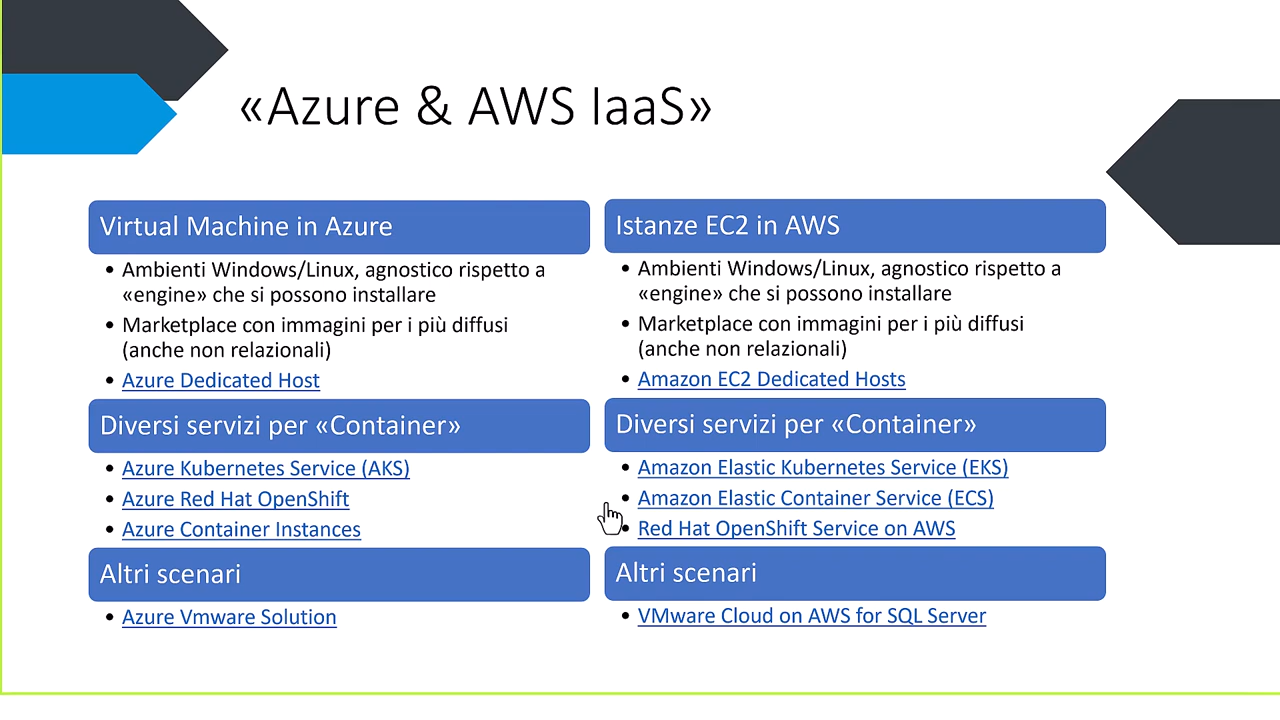 «Azure & AWS IaaS»
Virtual Machine in Azure
• Ambienti Windows/Linux, agnostico rispetto a
«engine» che si possono installare
• Marketplace con immagini per i più diffusi
(anche non relazionali)
• Azure Dedicated Host
Diversi servizi per «Container»
• Azure Kubernetes Service (AKS)
• Azure Red Hat OpenShift
• Azure Container Instances
Altri scenari
• Azure Vmware Solution
Istanze EC2 in AWS
• Ambienti Windows/Linux, agnostico rispetto a
«engine» che si possono installare
• Marketplace con immagini per i più diffusi
(anche non relazionali)
• Amazon EC2 Dedicated Hosts
Diversi servizi per «Container»
• Amazon Elastic Kubernetes Service (EKS)
• Amazon Elastic Container Service (ECS)
• Red Hat OpenShift Service on AWS
Altri scenari
• VMware Cloud on AWS for SQL Server